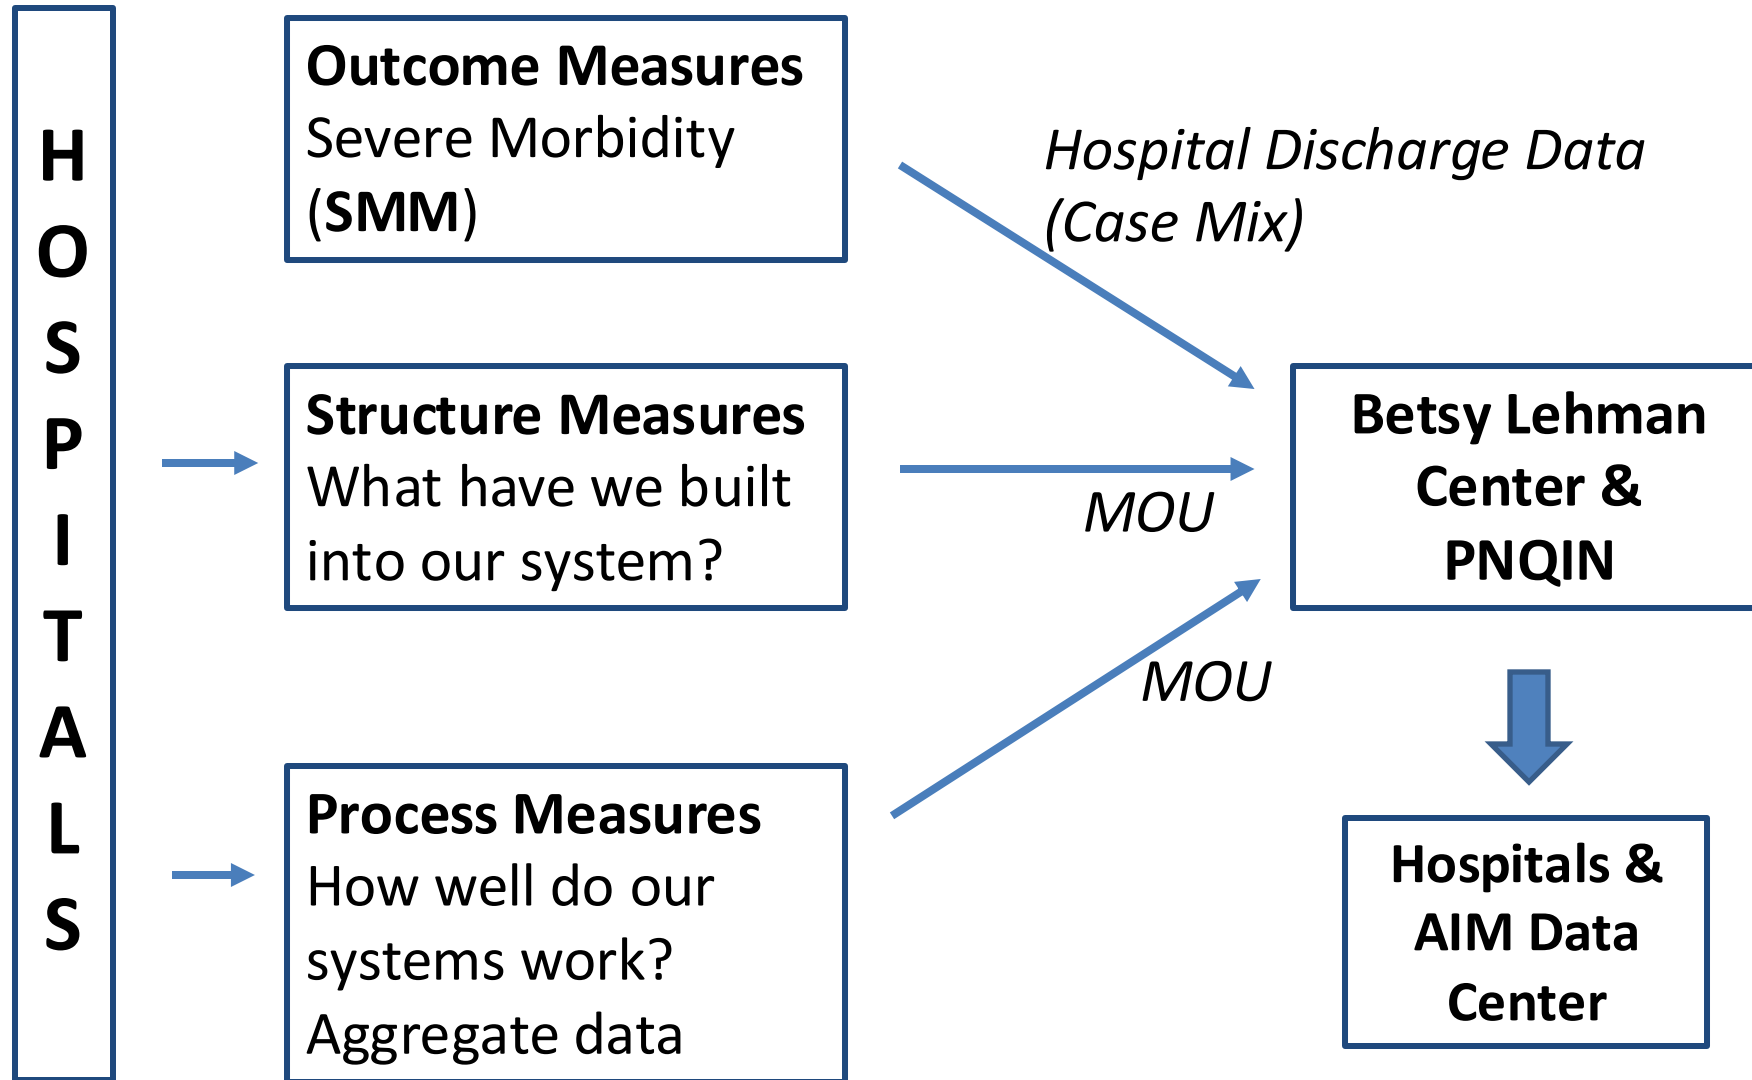 HOSPITALS
Outcome Measures
Severe Morbidity
(SMM)
Structure Measures
What have we built
into our system?
Process Measures
How well do our
systems work?
Aggregate data
Hospital Discharge Data
(Case Mix)
MOU
MOU
Betsy Lehman
Center &
PNQIN
Hospitals &
AIM Data
Center